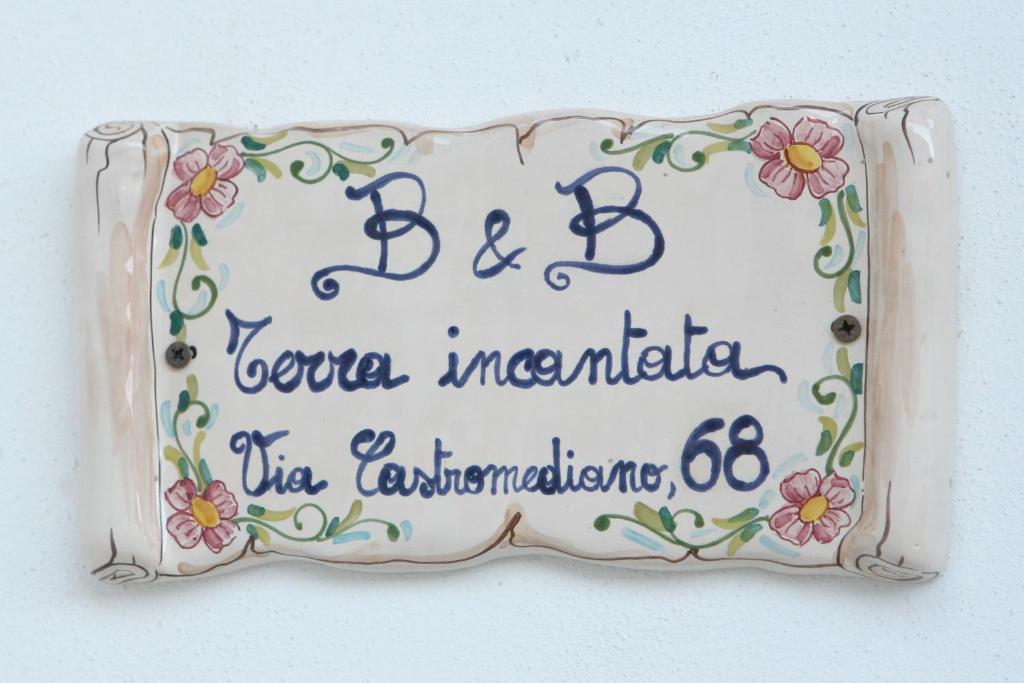 B & B
Terra incantata
Via Castromediano, 68